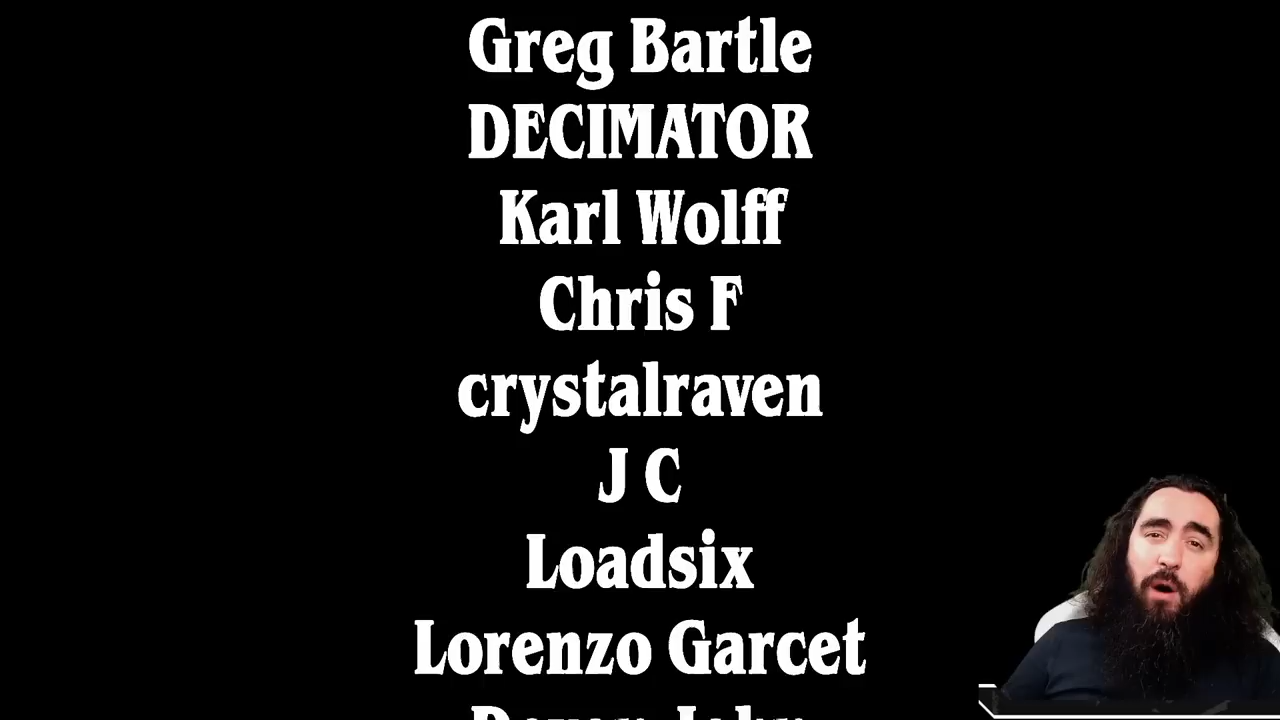 Greg Bartle
DECIMATOR
Karl Wolff
Chris F
crystalraven
J C
Loadsix
Lorenzo Garcet